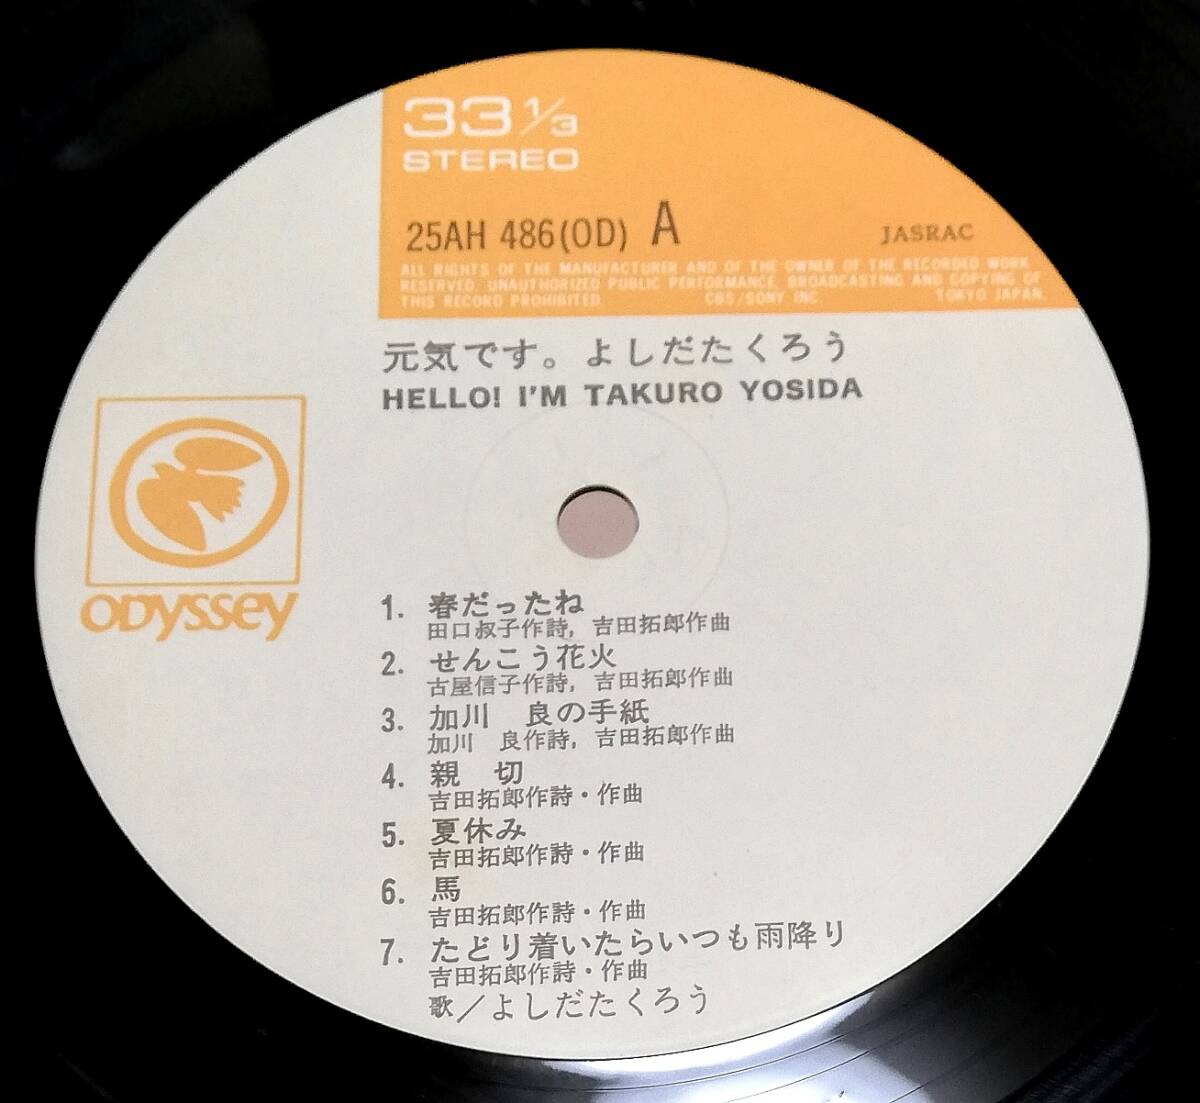 33 1/3
STEREO
25AH 486(OD) A
JASRAC
ALL RIGHTS OF THE MANUFACTURER AND OF THE OWNER OF THE RECORDED WORK
RESERVED. UNAUTHORIZED PUBLIC PERFORMANCE, BROADCASTING AND COPYING OF
THIS RECORD PROHIBITED. CBS/SONY INC. TOKYO JAPAN.
元気です。よしだたくろう
HELLO! I'M TAKURO YOSIDA
ODyssey
1. 春だったね
田口叔子作詩，吉田拓郎作曲
2. せんこう花火
古屋信子作詩，吉田拓郎作曲
3. 加川 良の手紙
加川 良作詩，吉田拓郎作曲
4. 親 切
吉田拓郎作詩・作曲
5. 夏休み
吉田拓郎作詩・作曲
6. 馬
吉田拓郎作詩・作曲
7. たどり着いたらいつも雨降り
吉田拓郎作詩・作曲
歌／よしだたくろう